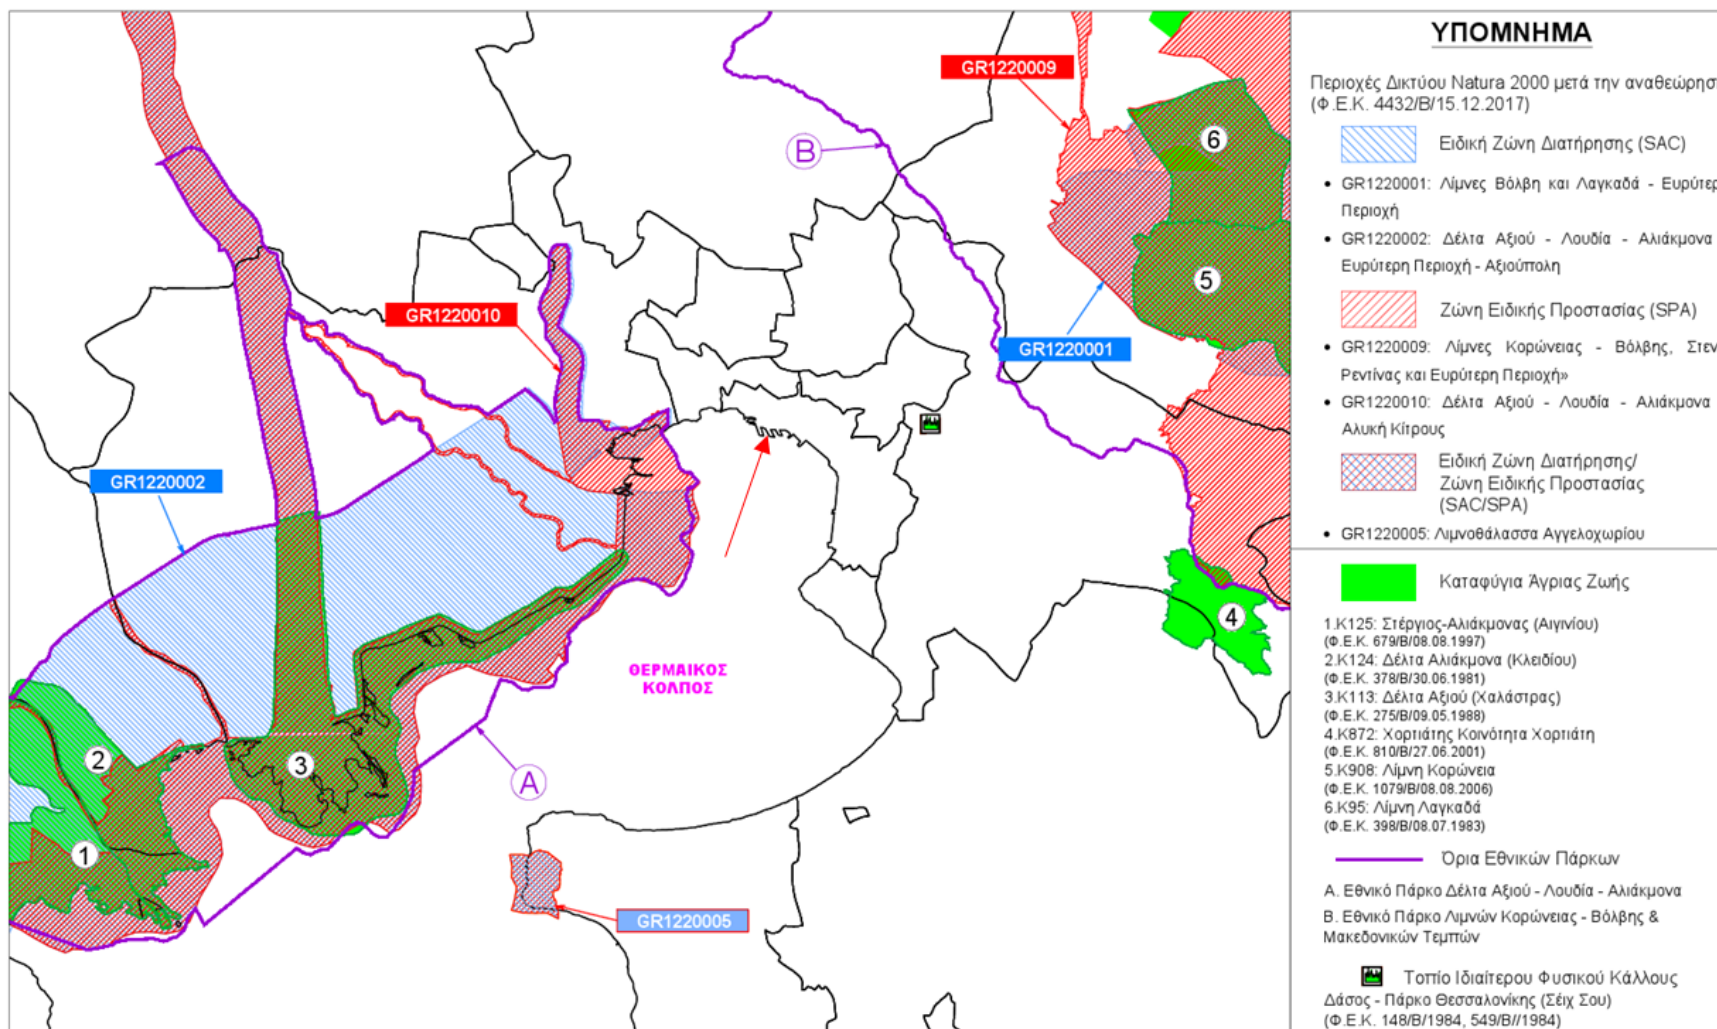 GR1220009
B
6
5
GR1220010
GR1220001
GR1220002
4
ΘΕΡΜΑΙΚΟΣ
ΚΟΛΠΟΣ
2
3
A
1
GR1220005
ΥΠΟΜΝΗΜΑ
Περιοχές Δικτύου Natura 2000 μετά την αναθεώρησ
(Φ.Ε.Κ. 4432/Β/15.12.2017)
Ειδική Ζώνη Διατήρησης (SAC)
• GR1220001: Λίμνες Βόλβη και Λαγκαδά - Ευρύτερ
Περιοχή
• GR1220002: Δέλτα Αξιού - Λουδία - Αλιάκμονα
Ευρύτερη Περιοχή - Αξιούπολη
Ζώνη Ειδικής Προστασίας (SPA)
• GR1220009: Λίμνες Κορώνειας - Βόλβης, Στεν
Ρεντίνας και Ευρύτερη Περιοχή»
• GR1220010: Δέλτα Αξιού - Λουδία - Αλιάκμονα
Αλυκή Κίτρους
Ειδική Ζώνη Διατήρησης/
Ζώνη Ειδικής Προστασίας
(SAC/SPA)
• GR1220005: Λιμνοθάλασσα Αγγελοχωρίου
Καταφύγια Άγριας Ζωής
1.Κ125: Στέργιος-Αλιάκμονας (Αιγινίου)
(Φ.Ε.Κ. 679/Β/08.08.1997)
2.Κ124: Δέλτα Αλιάκμονα (Κλειδίου)
(Φ.Ε.Κ. 378/Β/30.06.1981)
3.Κ113: Δέλτα Αξιού (Χαλάστρας)
(Φ.Ε.Κ. 275/Β/09.05.1988)
4.Κ872: Χορτιάτης Κοινότητα Χορτιάτη
(Φ.Ε.Κ. 810/Β/27.06.2001)
5.Κ908: Λίμνη Κορώνεια
(Φ.Ε.Κ. 1079/Β/08.08.2006)
6.Κ95: Λίμνη Λαγκαδά
(Φ.Ε.Κ. 398/Β/08.07.1983)
Όρια Εθνικών Πάρκων
Α. Εθνικό Πάρκο Δέλτα Αξιού - Λουδία - Αλιάκμονα
Β. Εθνικό Πάρκο Λιμνών Κορώνειας - Βόλβης &
Μακεδονικών Τεμπών
Τοπίο Ιδιαίτερου Φυσικού Κάλλους
Δάσος - Πάρκο Θεσσαλονίκης (Σέιχ Σου)
(Φ.Ε.Κ. 148/Β/1984, 549/Β//1984)